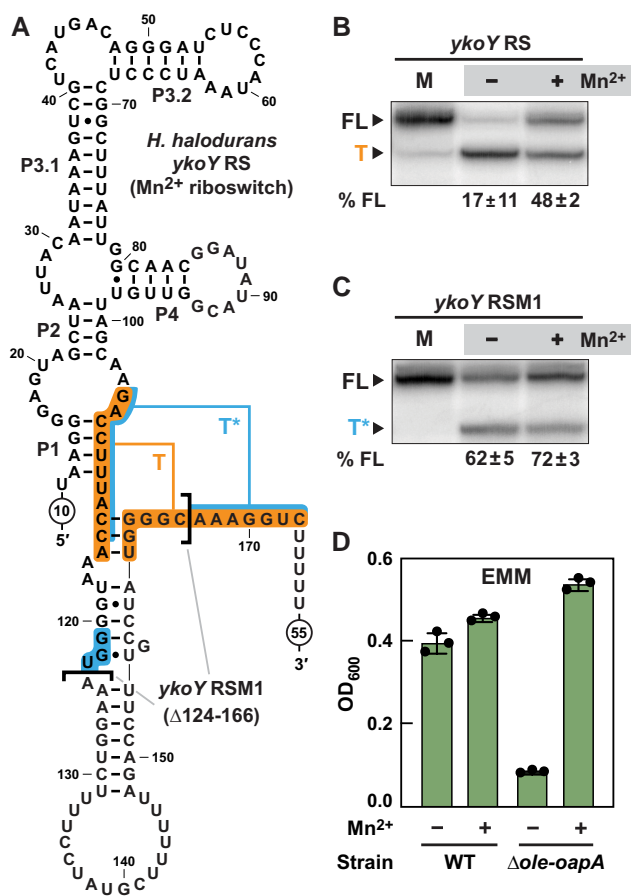 A
B
ykoY RS
M − + Mn²⁺
FL
T
% FL 17±11 48±2
H. halodurans
ykoY RS
(Mn²⁺ riboswitch)
50
40
60
70
P3.2
P3.1
30
80
90
P4
100
P2
20
P1
10
5′
T*
T
GGGCAAAGGUC
170
UUUUU
55
3′
120
ykoY RSM1
(Δ124-166)
150
130
140
C
ykoY RSM1
M − + Mn²⁺
FL
T*
% FL 62±5 72±3
D
EMM
OD₆₀₀
0.6
0.4
0.2
0.0
Mn²⁺ − + − +
Strain WT Δole-oapA